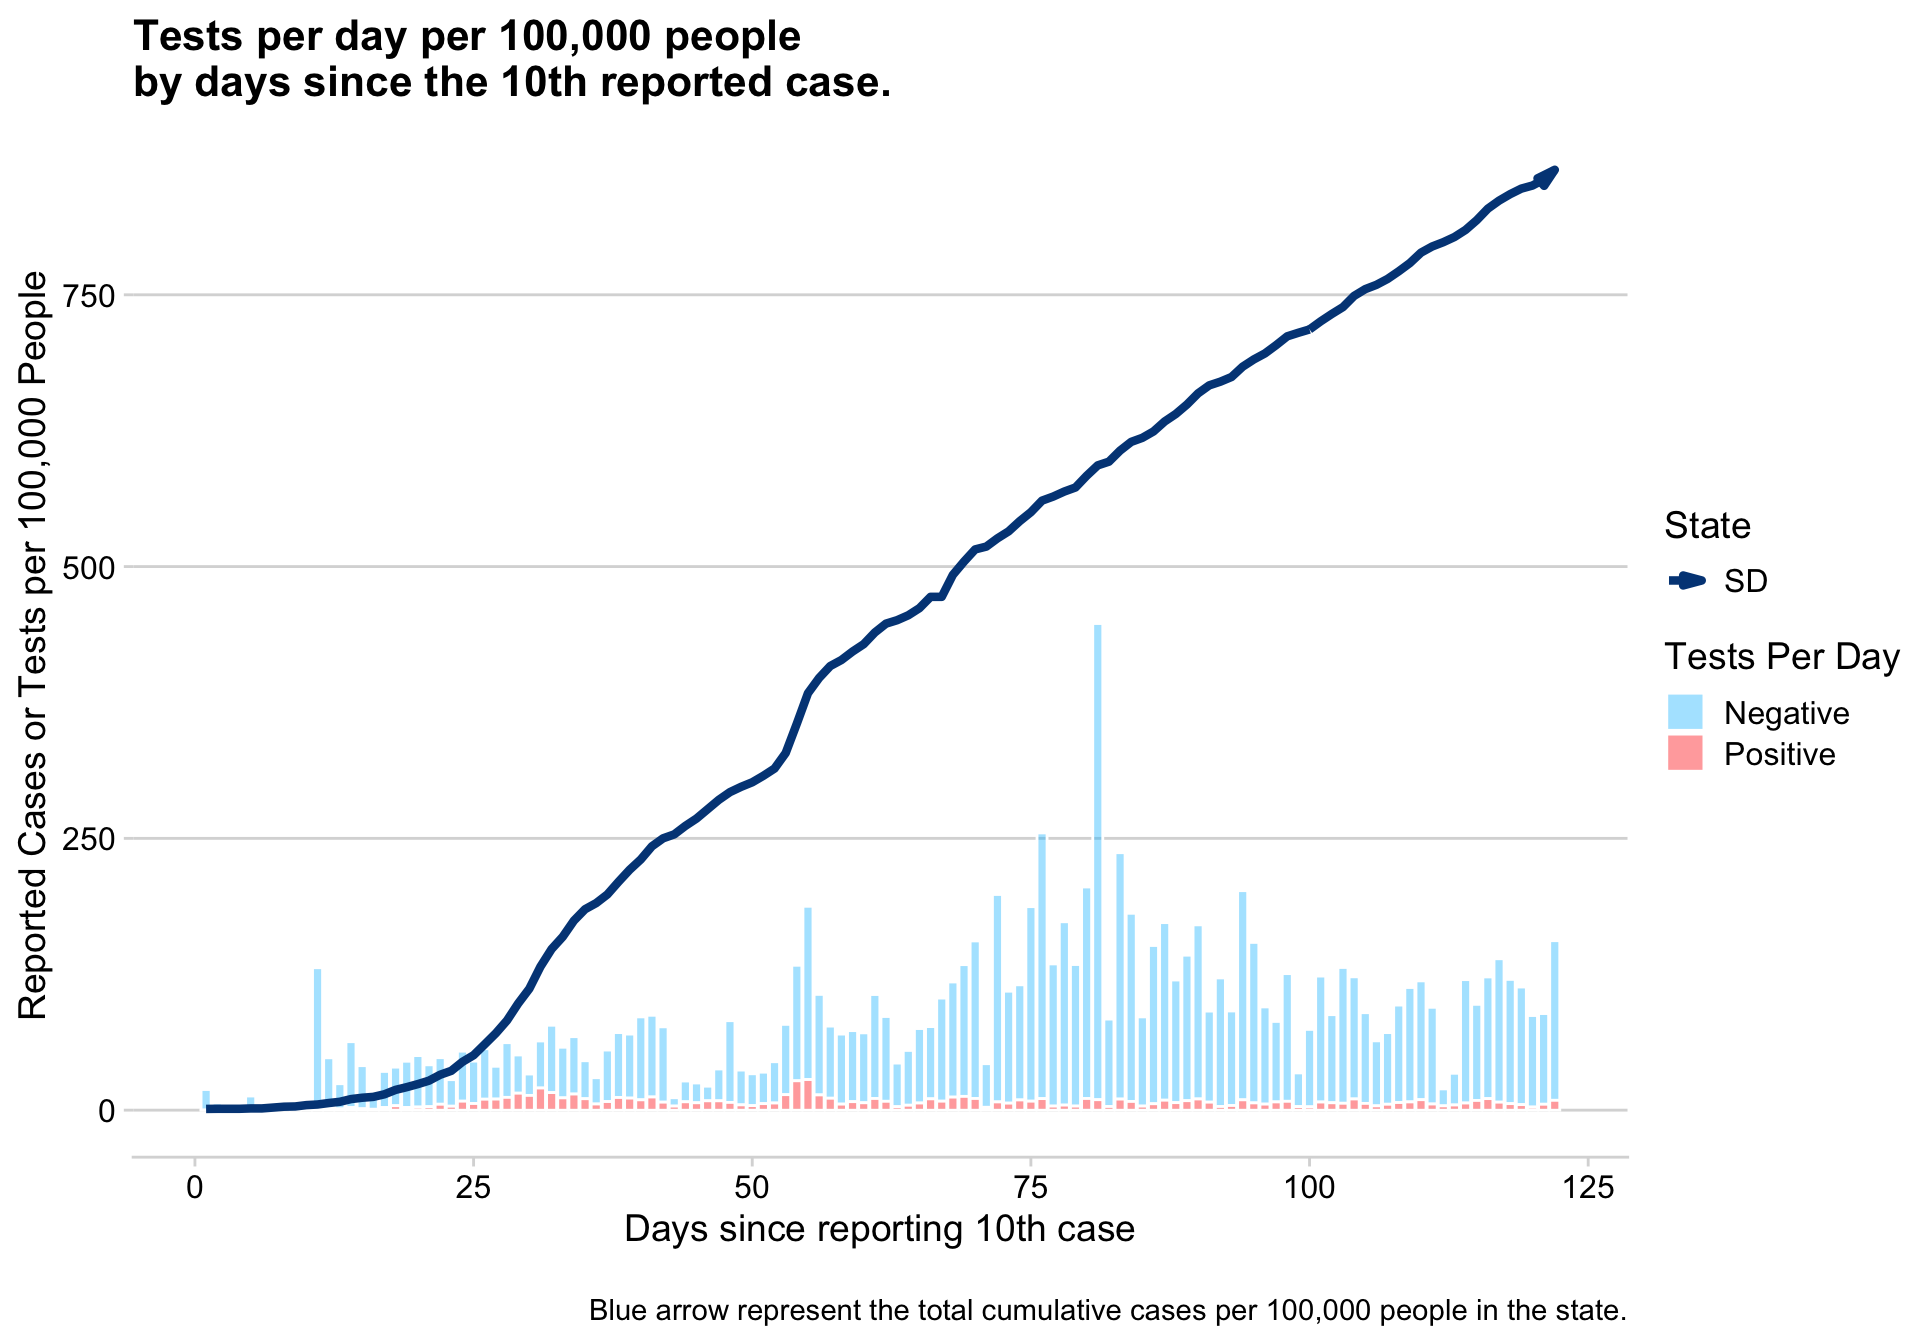 Tests per day per 100,000 people
by days since the 10th reported case.
Reported Cases or Tests per 100,000 People
750
500
250
0
0
25
50
75
100
125
Days since reporting 10th case
State
SD
Tests Per Day
Negative
Positive
Blue arrow represent the total cumulative cases per 100,000 people in the state.